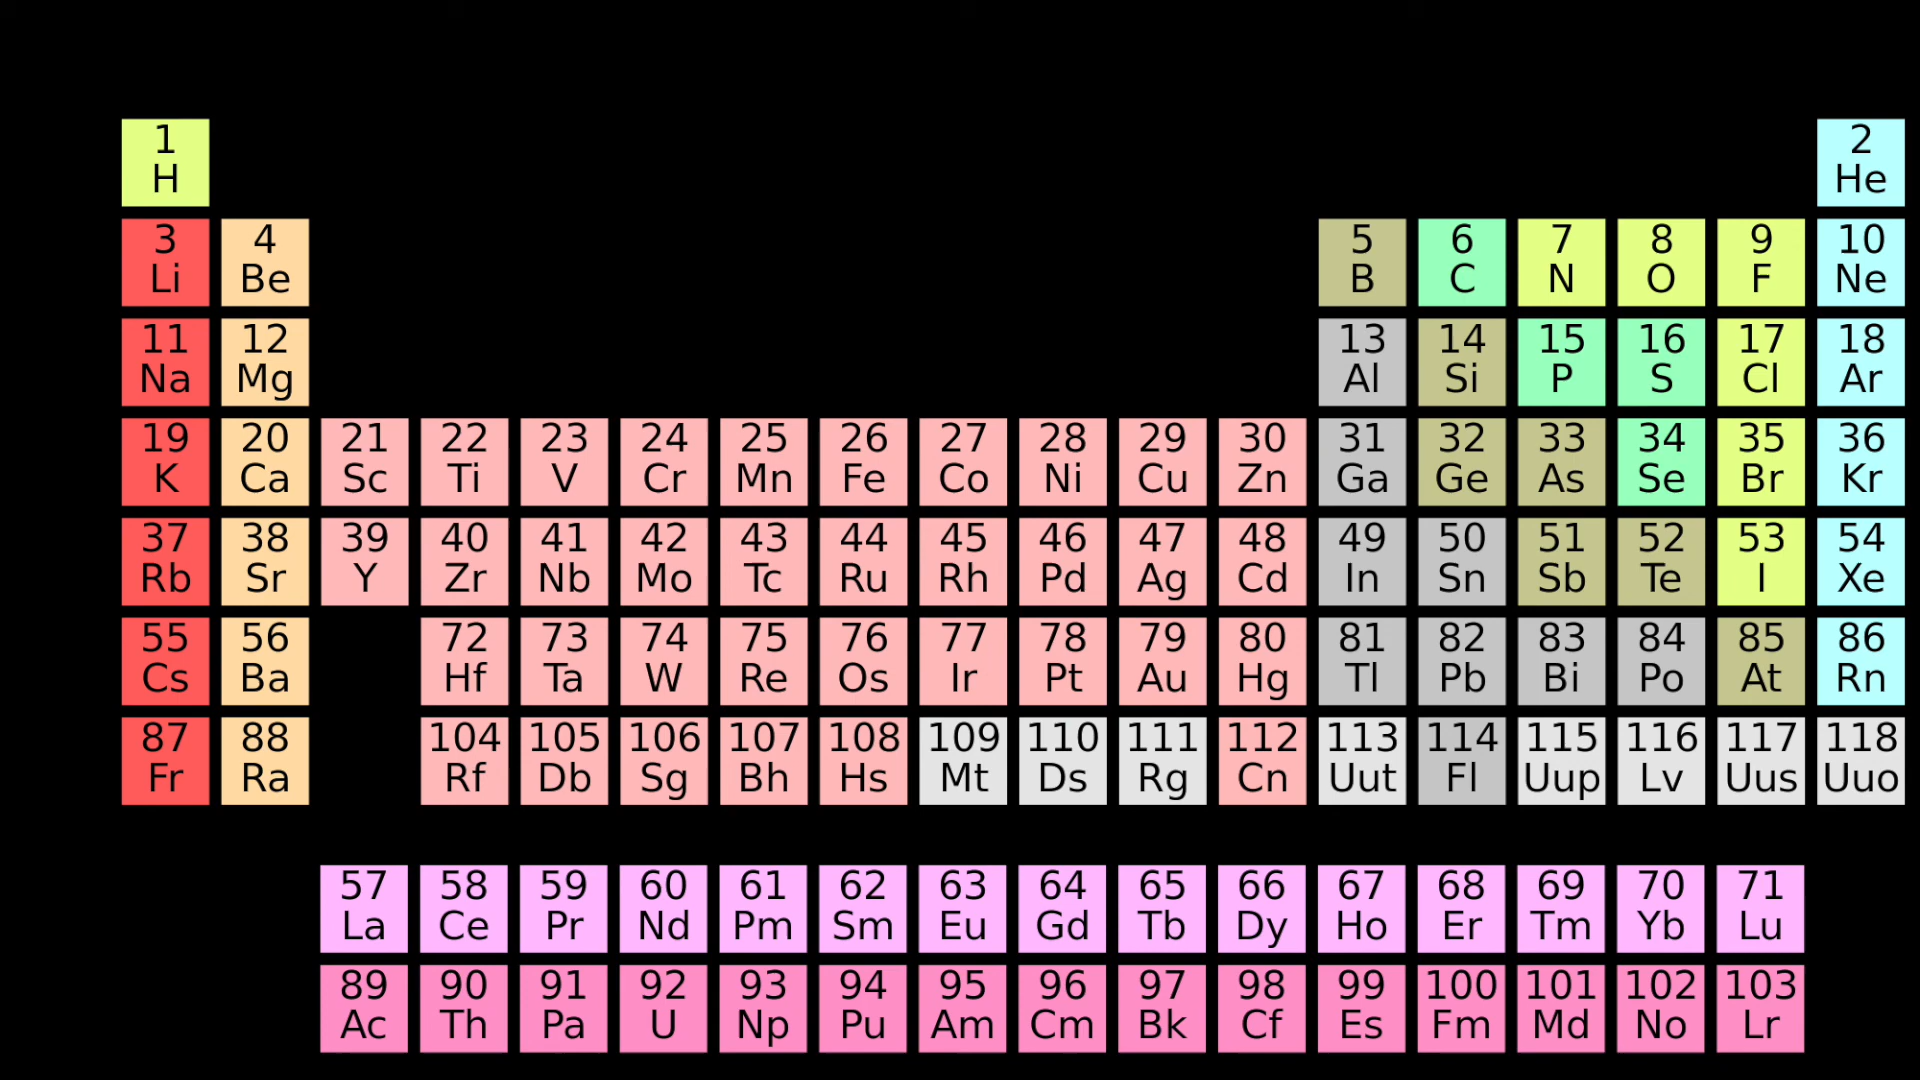 1 2
H He
3 4 5 6 7 8 9 10
Li Be B C N O F Ne
11 12 13 14 15 16 17 18
Na Mg Al Si P S Cl Ar
19 20 21 22 23 24 25 26 27 28 29 30 31 32 33 34 35 36
K Ca Sc Ti V Cr Mn Fe Co Ni Cu Zn Ga Ge As Se Br Kr
37 38 39 40 41 42 43 44 45 46 47 48 49 50 51 52 53 54
Rb Sr Y Zr Nb Mo Tc Ru Rh Pd Ag Cd In Sn Sb Te I Xe
55 56 72 73 74 75 76 77 78 79 80 81 82 83 84 85 86
Cs Ba Hf Ta W Re Os Ir Pt Au Hg Tl Pb Bi Po At Rn
87 88 104 105 106 107 108 109 110 111 112 113 114 115 116 117 118
Fr Ra Rf Db Sg Bh Hs Mt Ds Rg Cn Uut Fl Uup Lv Uus Uuo
57 58 59 60 61 62 63 64 65 66 67 68 69 70 71
La Ce Pr Nd Pm Sm Eu Gd Tb Dy Ho Er Tm Yb Lu
89 90 91 92 93 94 95 96 97 98 99 100 101 102 103
Ac Th Pa U Np Pu Am Cm Bk Cf Es Fm Md No Lr